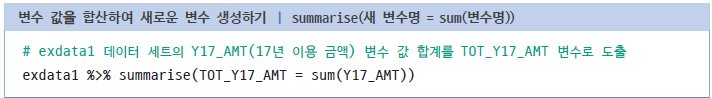 변수 값을 합산하여 새로운 변수 생성하기 | summarise(새 변수명 = sum(변수명))
# exdata1 데이터 세트의 Y17_AMT(17년 이용 금액) 변수 값 합계를 TOT_Y17_AMT 변수로 도출
exdata1 %>% summarise(TOT_Y17_AMT = sum(Y17_AMT))